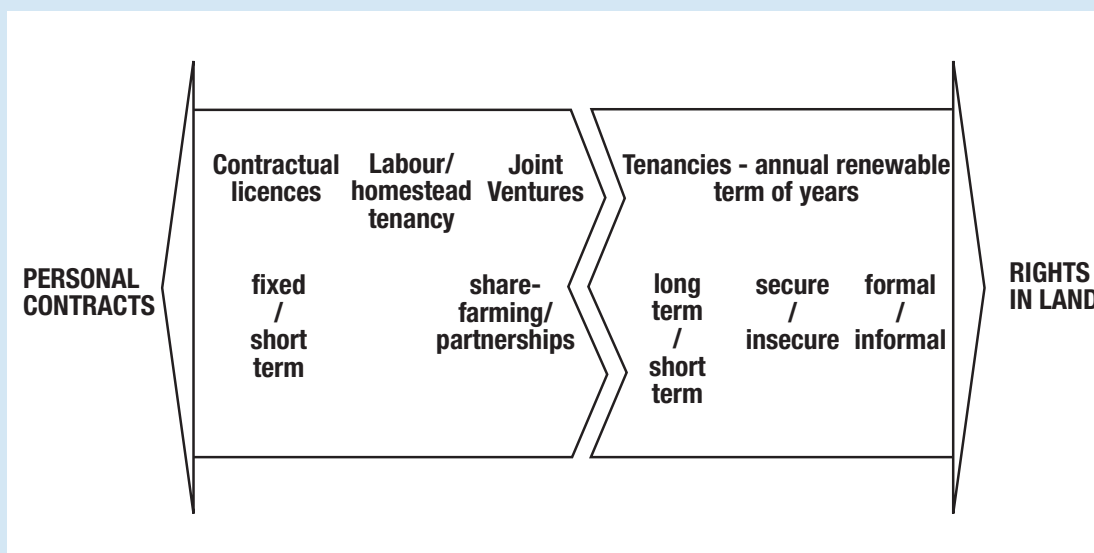 PERSONAL
CONTRACTS
Contractual
licences
Labour/
homestead
tenancy
Joint
Ventures
fixed
/
short
term
share-
farming/
partnerships
Tenancies - annual renewable
term of years
long
term
/
short
term
secure
/
insecure
formal
/
informal
RIGHTS
IN LAND